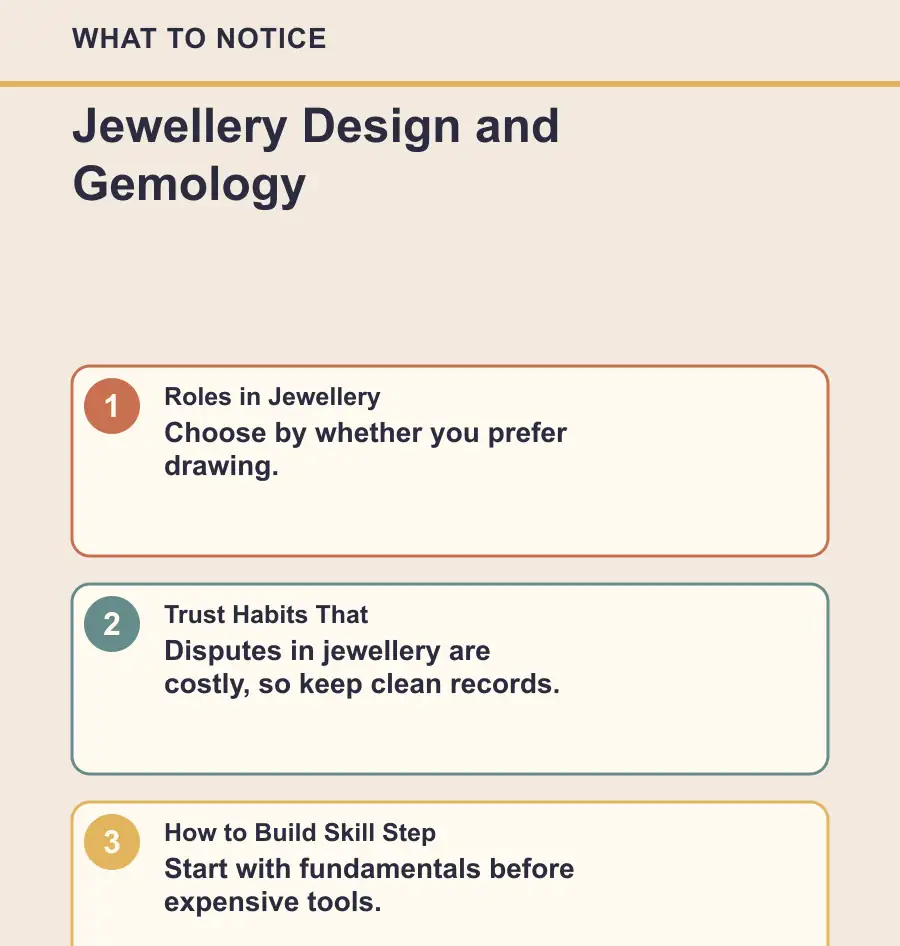 WHAT TO NOTICE
Jewellery Design and
Gemology
1
Roles in Jewellery
Choose by whether you prefer
drawing.
2
Trust Habits That
Disputes in jewellery are
costly, so keep clean records.
3
How to Build Skill Step
Start with fundamentals before
expensive tools.